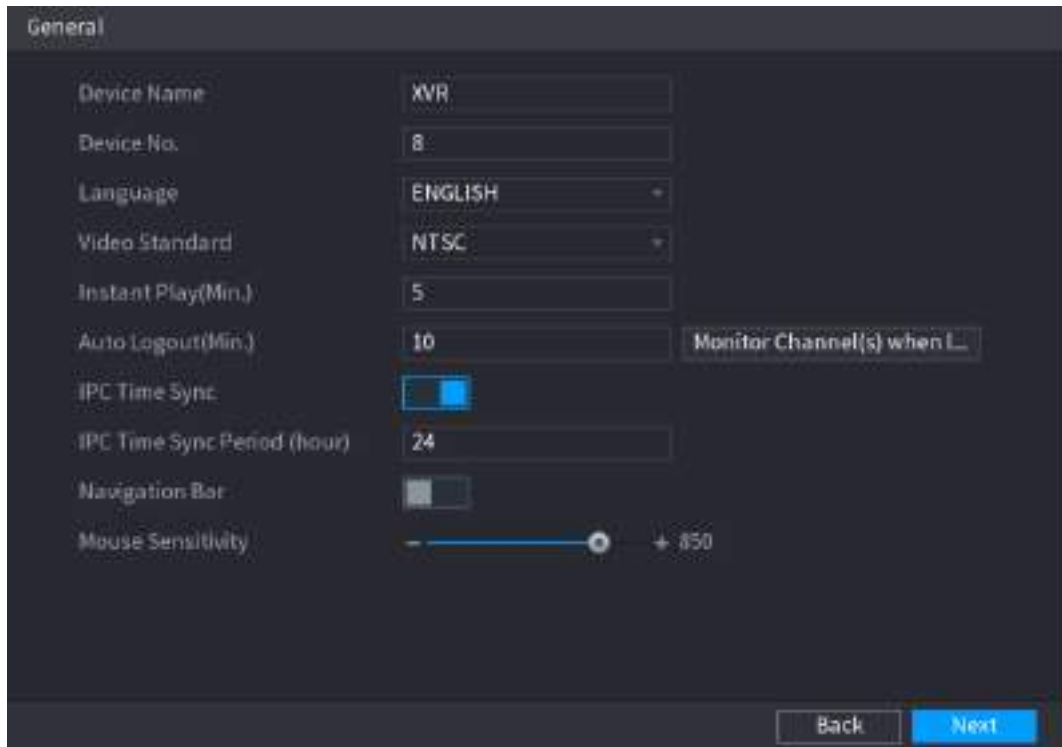 General
Device Name XVR
Device No. 8
Language ENGLISH
Video Standard NTSC
Instant Play(Min.) 5
Auto Logout(Min.) 10 Monitor Channel(s) when l...
IPC Time Sync
IPC Time Sync Period (hour) 24
Navigation Bar
Mouse Sensitivity − + 850
Back Next